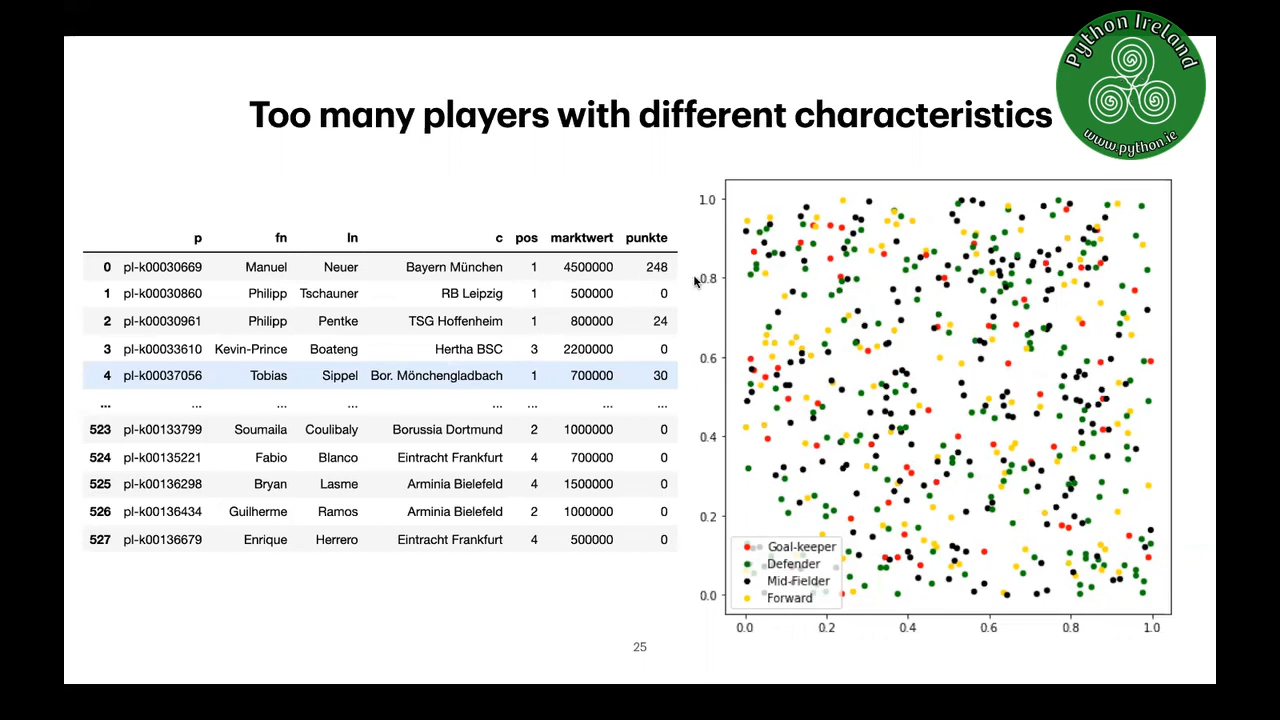 Python Ireland
www.python.ie
Too many players with different characteristics
p fn ln c pos marktwert punkte
0 pl-k00030669 Manuel Neuer Bayern München 1 4500000 248
1 pl-k00030860 Philipp Tschauner RB Leipzig 1 500000 0
2 pl-k00030961 Philipp Pentke TSG Hoffenheim 1 800000 24
3 pl-k00033610 Kevin-Prince Boateng Hertha BSC 3 2200000 0
4 pl-k00037056 Tobias Sippel Bor. Mönchengladbach 1 700000 30
... ... ... ... ... ... ... ...
523 pl-k00133799 Soumaila Coulibaly Borussia Dortmund 2 1000000 0
524 pl-k00135221 Fabio Blanco Eintracht Frankfurt 4 700000 0
525 pl-k00136298 Bryan Lasme Arminia Bielefeld 4 1500000 0
526 pl-k00136434 Guilherme Ramos Arminia Bielefeld 2 1000000 0
527 pl-k00136679 Enrique Herrero Eintracht Frankfurt 4 500000 0
1.0
0.8
0.6
0.4
0.2
0.0
Goal-keeper
Defender
Mid-Fielder
Forward
0.0 0.2 0.4 0.6 0.8 1.0
25